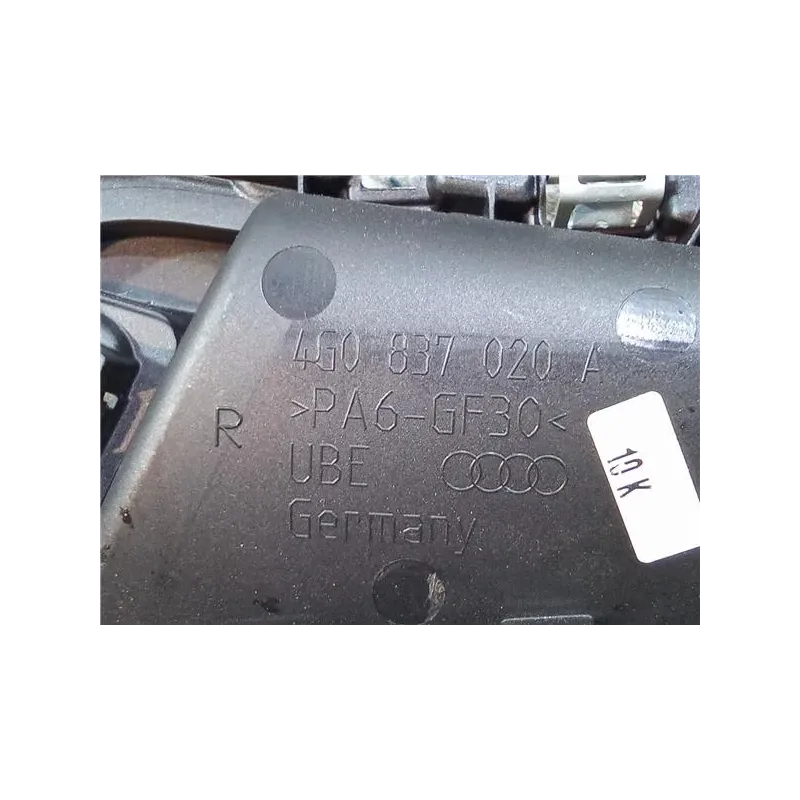 4G0 837 020 A
>PA6-GF30<
R
UBE
Germany
10 K